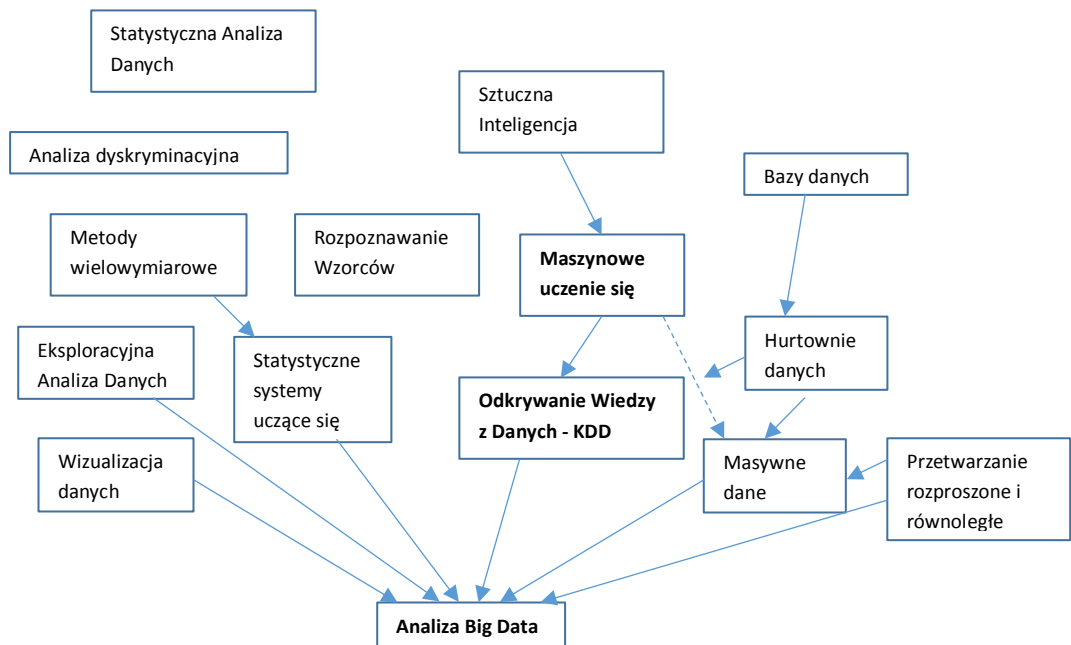 Statystyczna Analiza
Danych
Sztuczna
Inteligencja
Analiza dyskryminacyjna
Bazy danych
Metody
wielowymiarowe
Rozpoznawanie
Wzorców
Maszynowe
uczenie się
Eksploracyjna
Analiza Danych
Statystyczne
systemy
uczące się
Hurtownie
danych
Odkrywanie Wiedzy
z Danych - KDD
Wizualizacja
danych
Masywne
dane
Przetwarzanie
rozproszone i
równoległe
Analiza Big Data